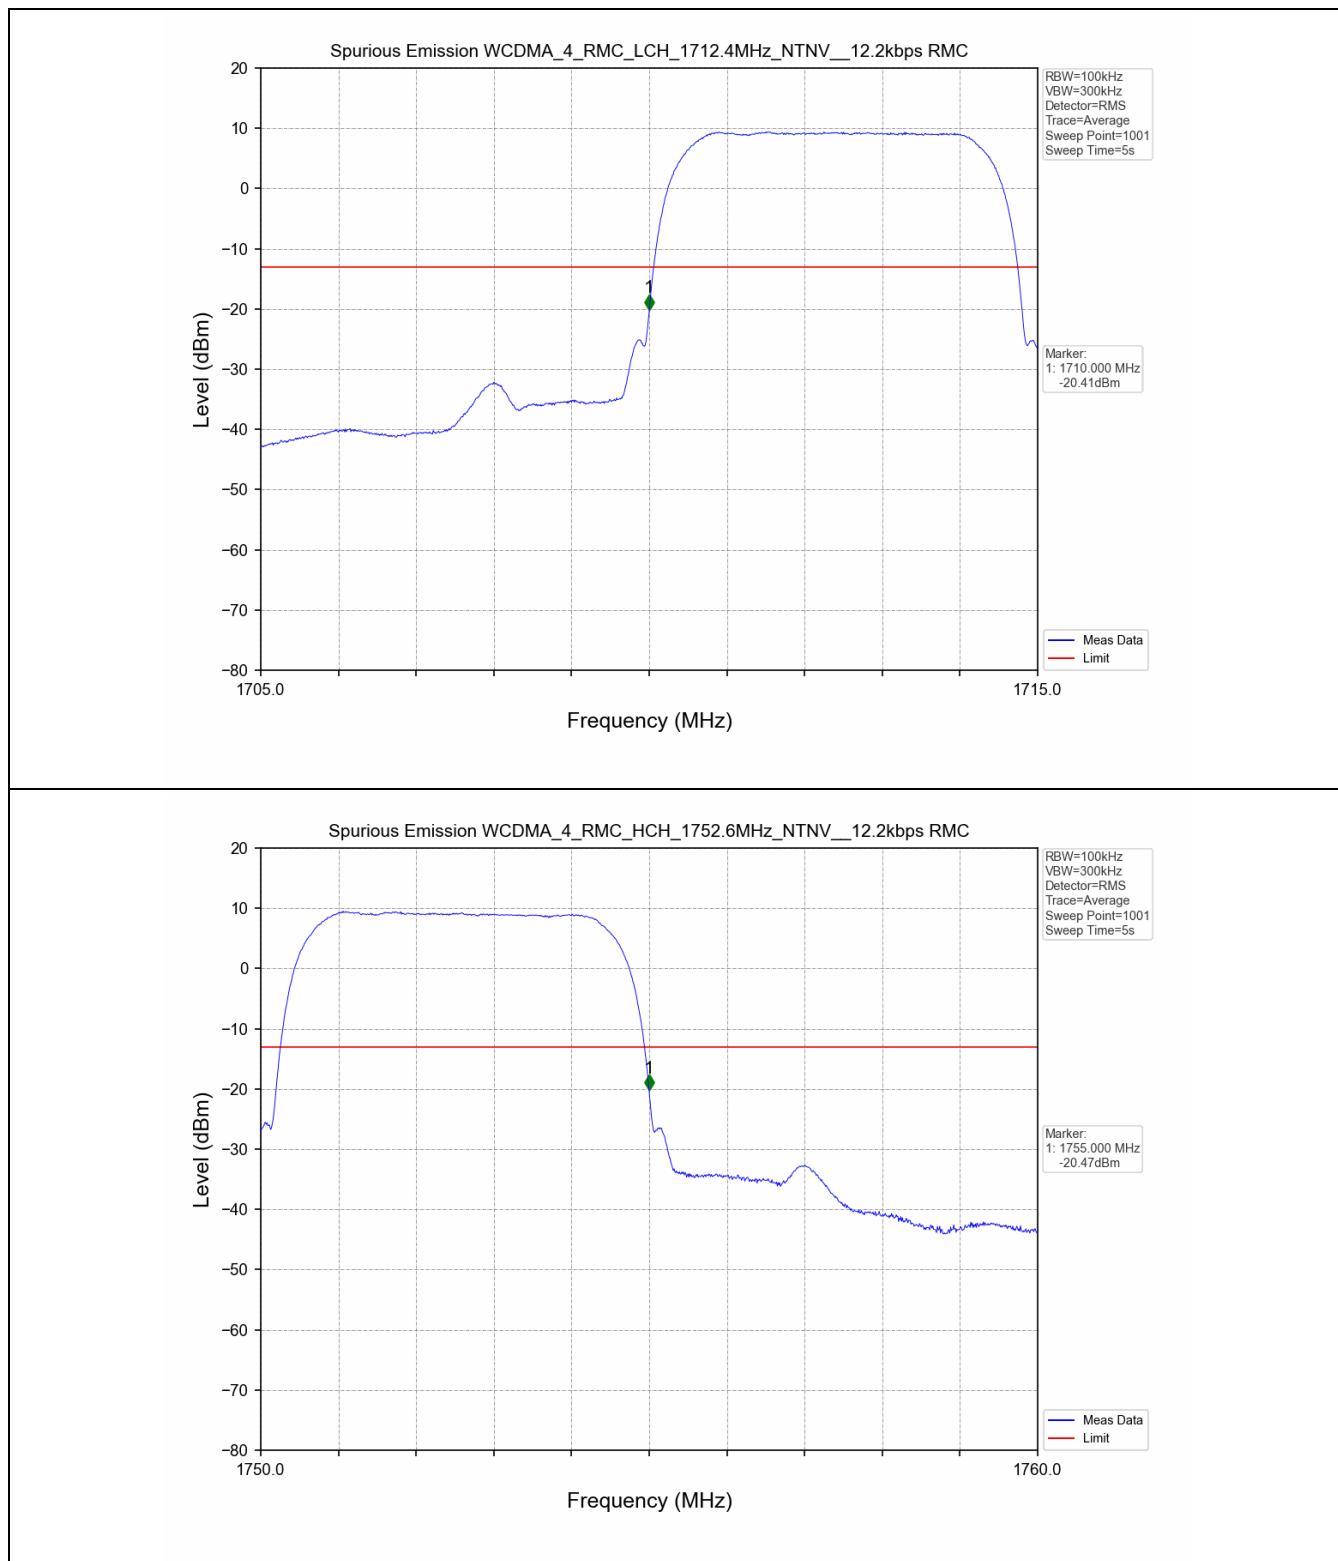 Spurious Emission WCDMA_4_RMC_LCH_1712.4MHz_NTNV__12.2kbps RMC
20
10
0
−10
−20
−30
−40
−50
−60
−70
−80
Level (dBm)
1705.0
1715.0
Frequency (MHz)
1
RBW=100kHz
VBW=300kHz
Detector=RMS
Trace=Average
Sweep Point=1001
Sweep Time=5s
Marker:
1: 1710.000 MHz
-20.41dBm
Meas Data
Limit
Spurious Emission WCDMA_4_RMC_HCH_1752.6MHz_NTNV__12.2kbps RMC
20
10
0
−10
−20
−30
−40
−50
−60
−70
−80
Level (dBm)
1750.0
1760.0
Frequency (MHz)
1
RBW=100kHz
VBW=300kHz
Detector=RMS
Trace=Average
Sweep Point=1001
Sweep Time=5s
Marker:
1: 1755.000 MHz
-20.47dBm
Meas Data
Limit